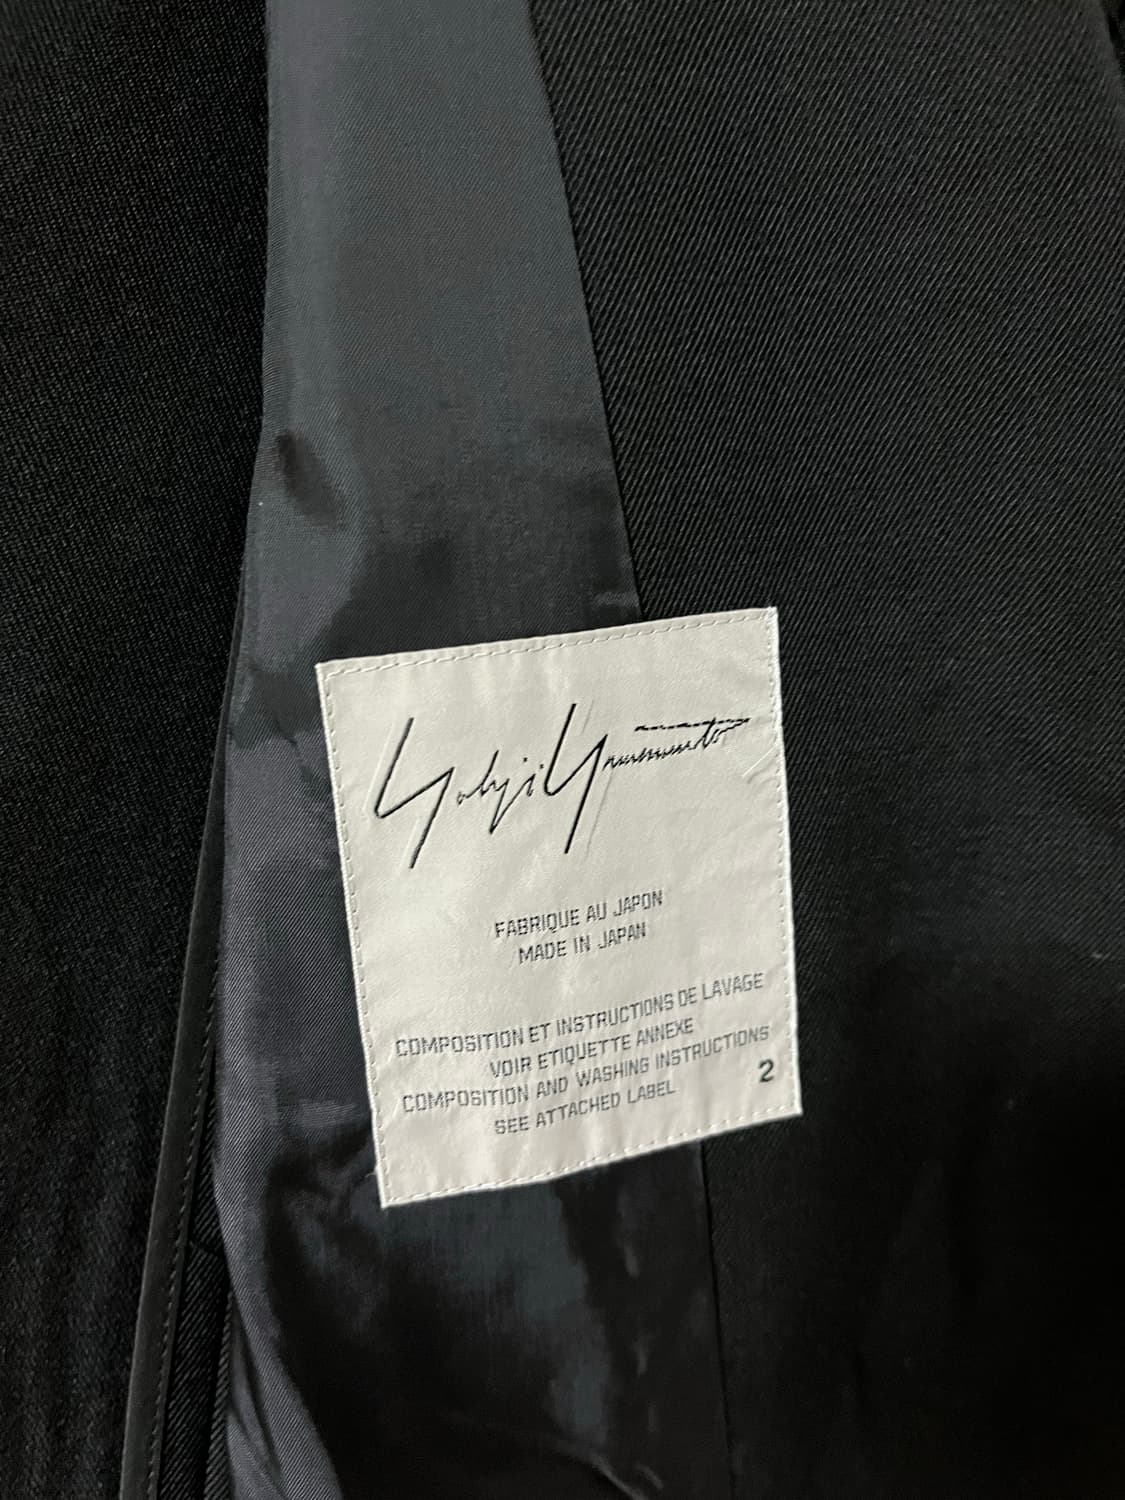 Yohji Yamamoto
FABRIQUE AU JAPON
MADE IN JAPAN
COMPOSITION ET INSTRUCTIONS DE LAVAGE
VOIR ETIQUETTE ANNEXE
COMPOSITION AND WASHING INSTRUCTIONS
SEE ATTACHED LABEL
2